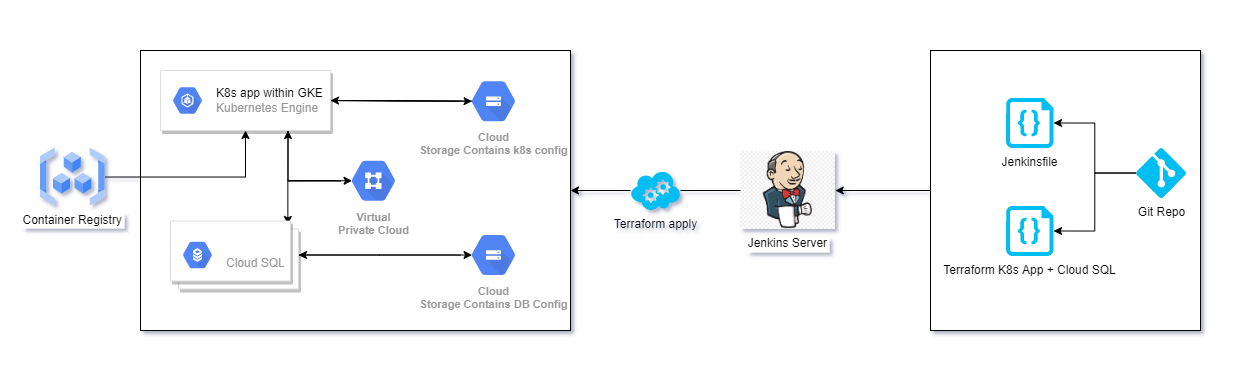 K8s app within GKE
Kubernetes Engine
Cloud
Storage Contains k8s config
Container Registry
Virtual
Private Cloud
Cloud SQL
Cloud
Storage Contains DB Config
Terraform apply
Jenkins Server
Jenkinsfile
Git Repo
Terraform K8s App + Cloud SQL